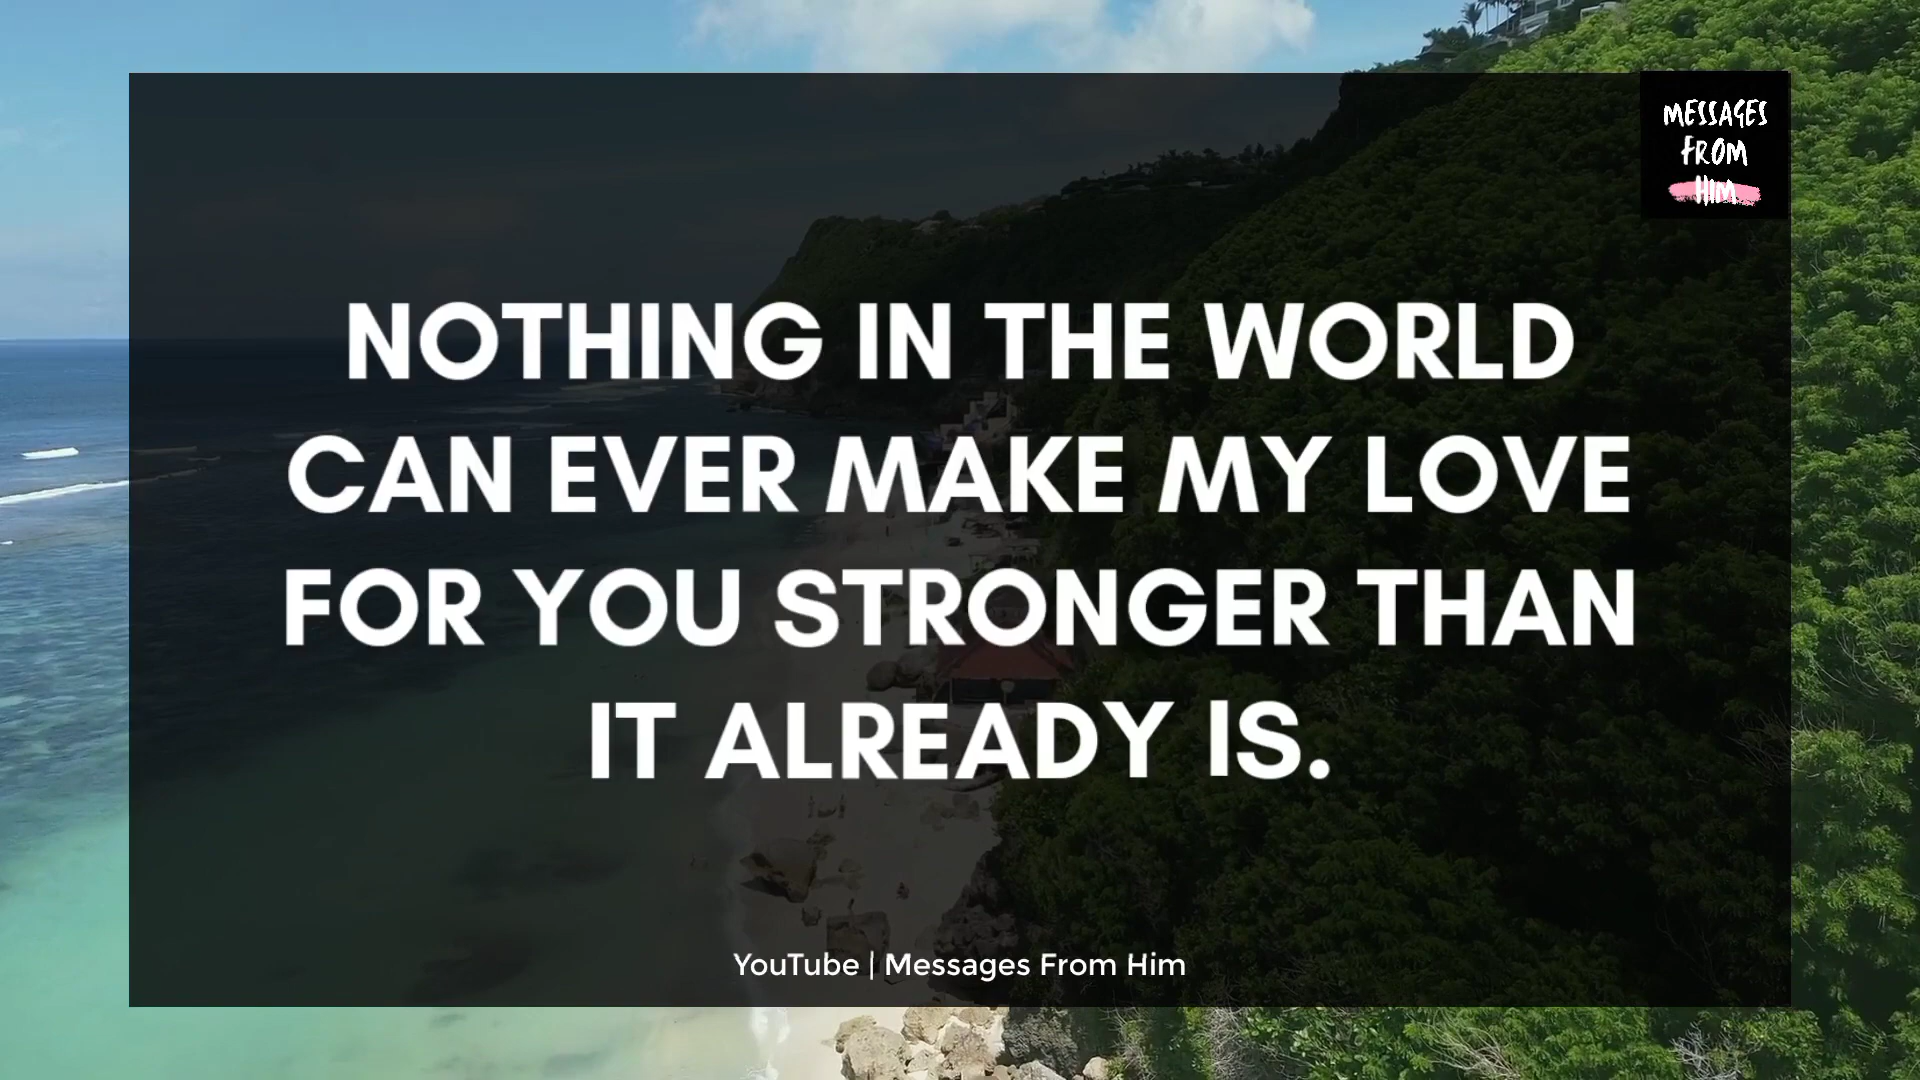 MESSAGES
FROM
HIM
NOTHING IN THE WORLD
CAN EVER MAKE MY LOVE
FOR YOU STRONGER THAN
IT ALREADY IS.
YouTube | Messages From Him